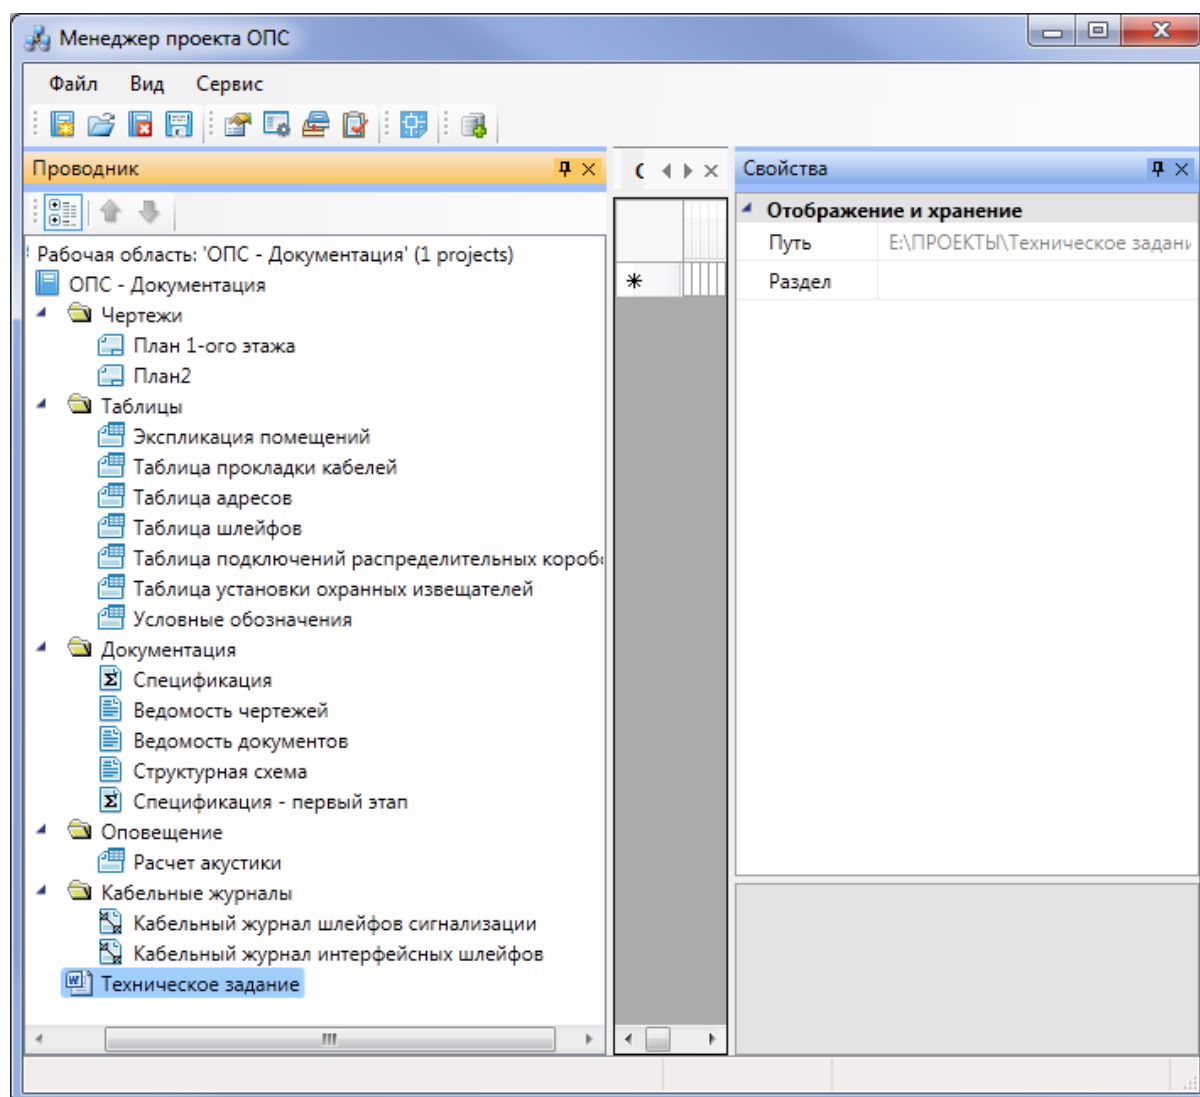 Менеджер проекта ОПС
Файл Вид Сервис
Проводник
Свойства
Отображение и хранение
Путь E:\ПРОЕКТЫ\Техническое задани
Раздел
Рабочая область: 'ОПС - Документация' (1 projects)
ОПС - Документация
Чертежи
План 1-ого этажа
План2
Таблицы
Экспликация помещений
Таблица прокладки кабелей
Таблица адресов
Таблица шлейфов
Таблица подключений распределительных короб
Таблица установки охранных извещателей
Условные обозначения
Документация
Спецификация
Ведомость чертежей
Ведомость документов
Структурная схема
Спецификация - первый этап
Оповещение
Расчет акустики
Кабельные журналы
Кабельный журнал шлейфов сигнализации
Кабельный журнал интерфейсных шлейфов
Техническое задание